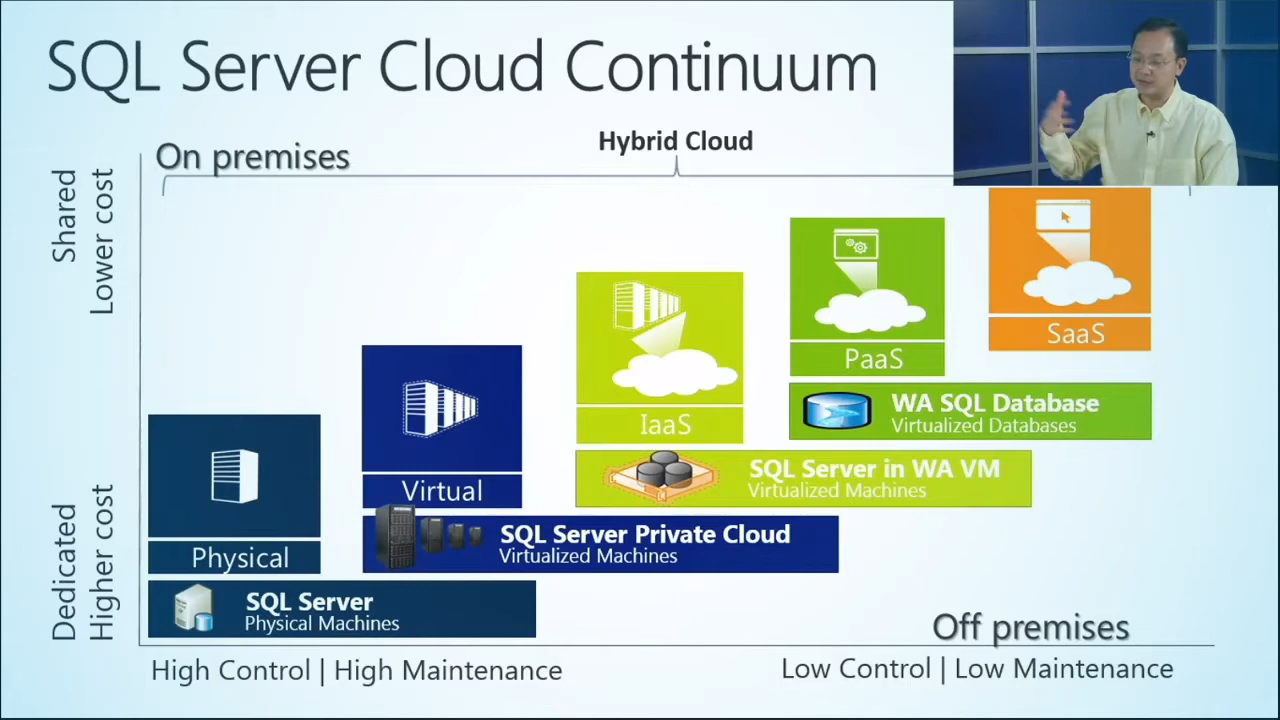 SQL Server Cloud Continuum
Hybrid Cloud
On premises
Shared
Lower cost
SaaS
PaaS
WA SQL Database
Virtualized Databases
IaaS
SQL Server in WA VM
Virtualized Machines
Virtual
SQL Server Private Cloud
Virtualized Machines
Physical
SQL Server
Physical Machines
Dedicated
Higher cost
Off premises
High Control | High Maintenance
Low Control | Low Maintenance